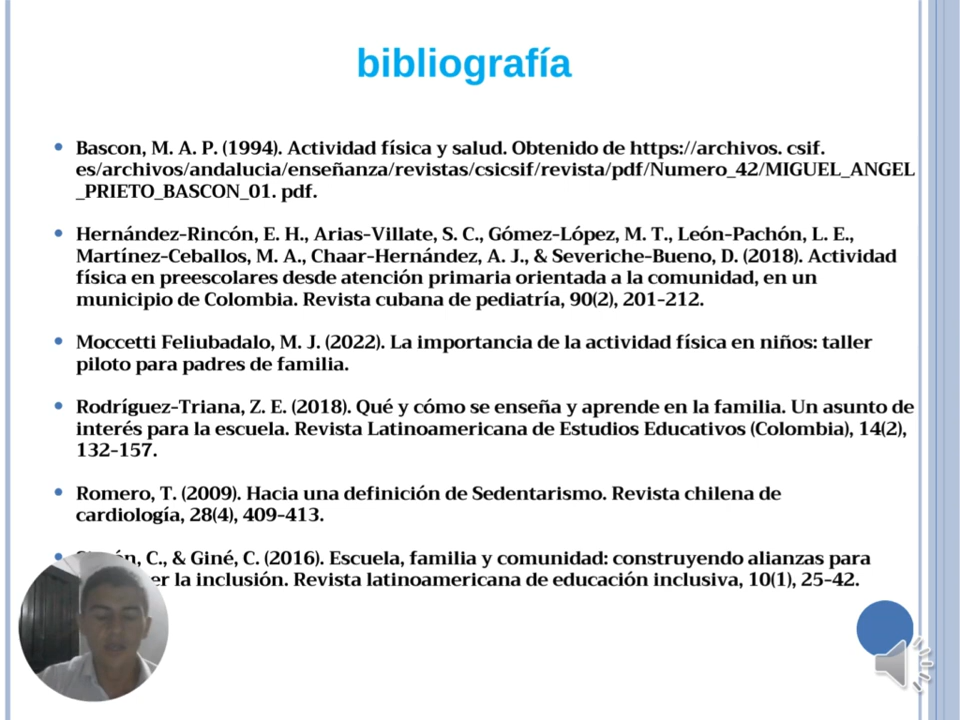 bibliografía
Bascon, M. A. P. (1994). Actividad física y salud. Obtenido de https://archivos. csif.
es/archivos/andalucia/enseñanza/revistas/csicsif/revista/pdf/Numero_42/MIGUEL_ANGEL
_PRIETO_BASCON_01. pdf.
Hernández-Rincón, E. H., Arias-Villate, S. C., Gómez-López, M. T., León-Pachón, L. E.,
Martínez-Ceballos, M. A., Chaar-Hernández, A. J., & Severiche-Bueno, D. (2018). Actividad
física en preescolares desde atención primaria orientada a la comunidad, en un
municipio de Colombia. Revista cubana de pediatría, 90(2), 201-212.
Moccetti Feliubadalo, M. J. (2022). La importancia de la actividad física en niños: taller
piloto para padres de familia.
Rodríguez-Triana, Z. E. (2018). Qué y cómo se enseña y aprende en la familia. Un asunto de
interés para la escuela. Revista Latinoamericana de Estudios Educativos (Colombia), 14(2),
132-157.
Romero, T. (2009). Hacia una definición de Sedentarismo. Revista chilena de
cardiología, 28(4), 409-413.
C., & Giné, C. (2016). Escuela, familia y comunidad: construyendo alianzas para
la inclusión. Revista latinoamericana de educación inclusiva, 10(1), 25-42.